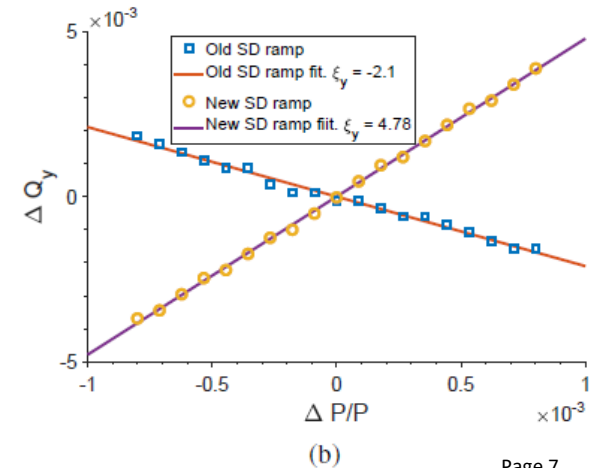 ×10⁻³
5
Old SD ramp
Old SD ramp fit. ξy = -2.1
New SD ramp
New SD ramp fiit. ξy = 4.78
Δ Qy
0
-5
-1 -0.5 0 0.5 1
Δ P/P
×10⁻³
(b)
Page 7